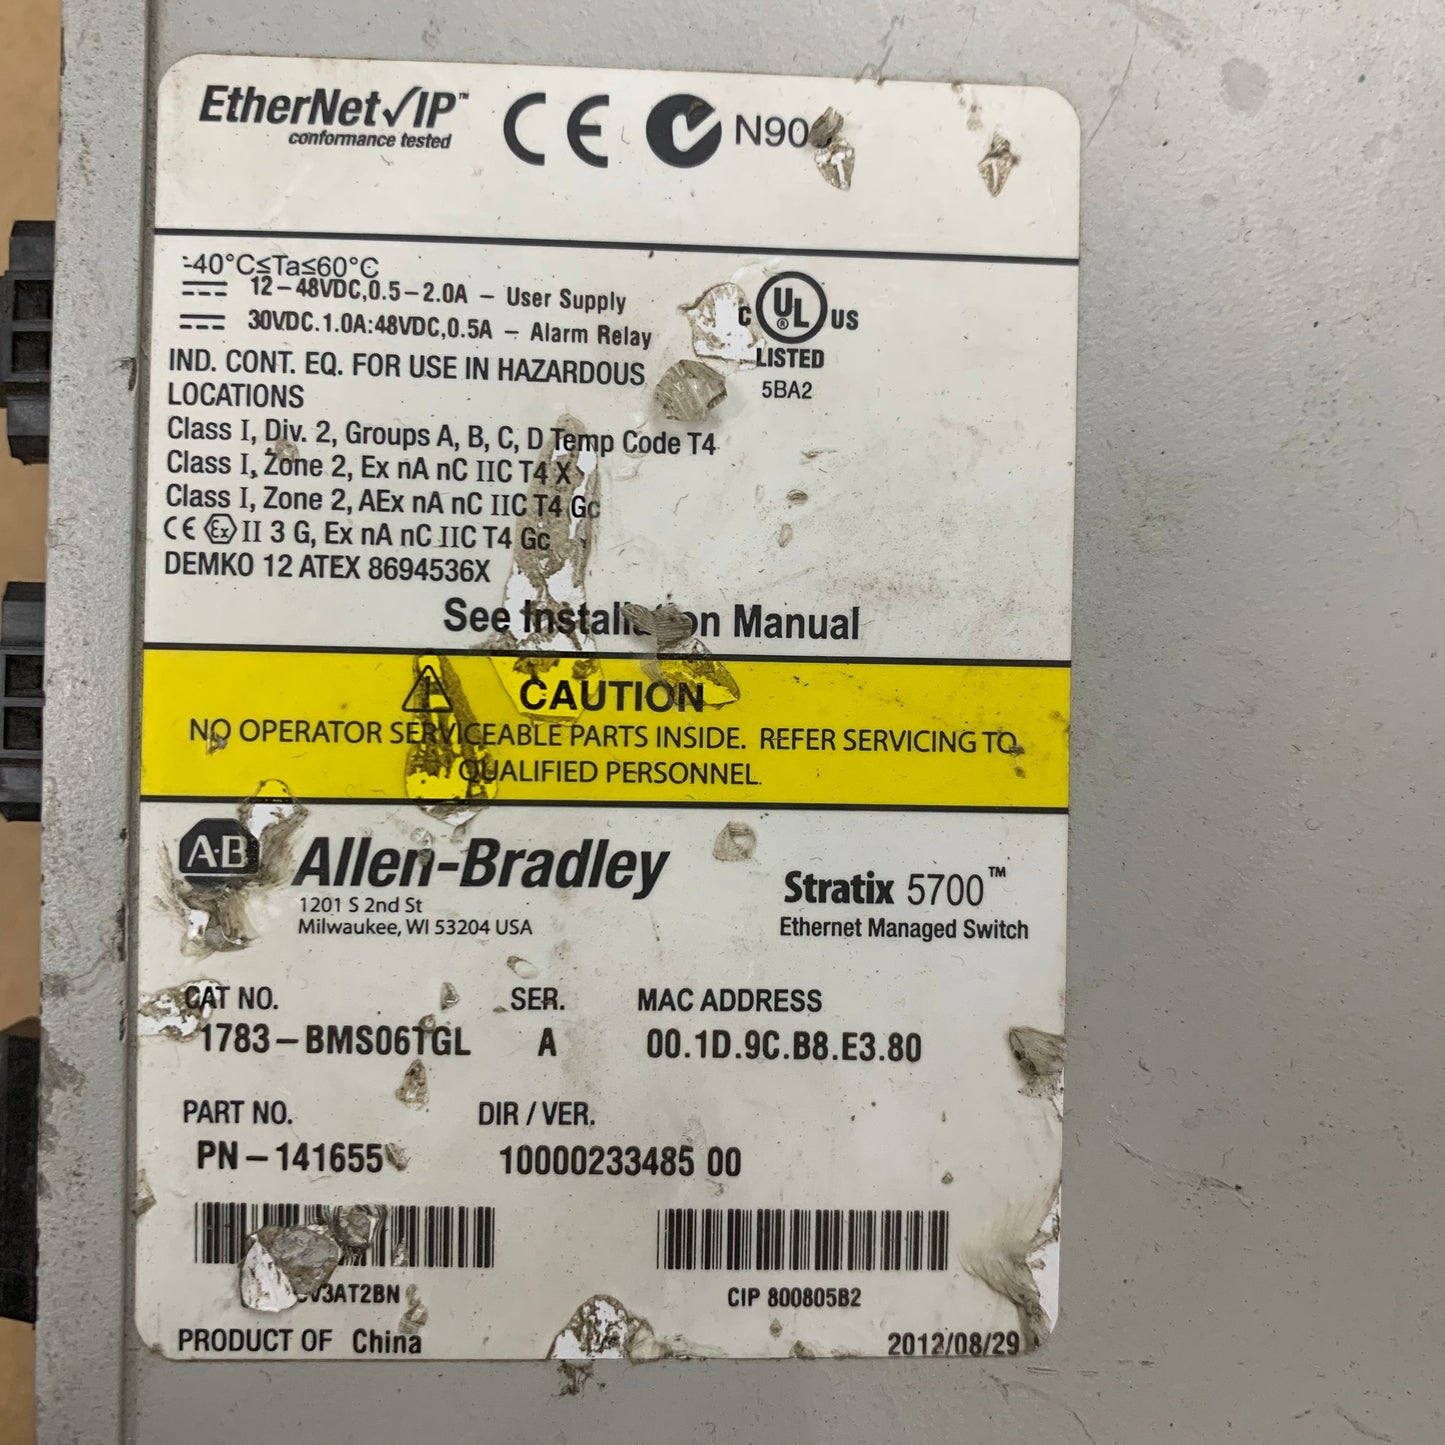 EtherNet/IP™
conformance tested
CE
-40°C≤Ta≤60°C
12-48VDC,0.5-2.0A - User Supply
30VDC.1.0A:48VDC,0.5A - Alarm Relay
C UL ® US
LISTED
5BA2
IND. CONT. EQ. FOR USE IN HAZARDOUS
LOCATIONS
Class I, Div. 2, Groups A, B, C, D Temp Code T4
Class I, Zone 2, Ex nA nC IIC T4 X
Class I, Zone 2, AEx nA nC IIC T4 Gc
CE Ex II 3 G, Ex nA nC IIC T4 Gc
DEMKO 12 ATEX 8694536X
See Installation Manual
CAUTION
NO OPERATOR SERVICEABLE PARTS INSIDE. REFER SERVICING TO
QUALIFIED PERSONNEL.
A·B Allen-Bradley
1201 S 2nd St
Milwaukee, WI 53204 USA
Stratix 5700™
Ethernet Managed Switch
CAT NO. SER. MAC ADDRESS
1783-BMS06TGL A 00.1D.9C.B8.E3.80
PART NO. DIR / VER.
PN-141655 10000233485 00
CIP 800805B2
PRODUCT OF China 2012/08/29